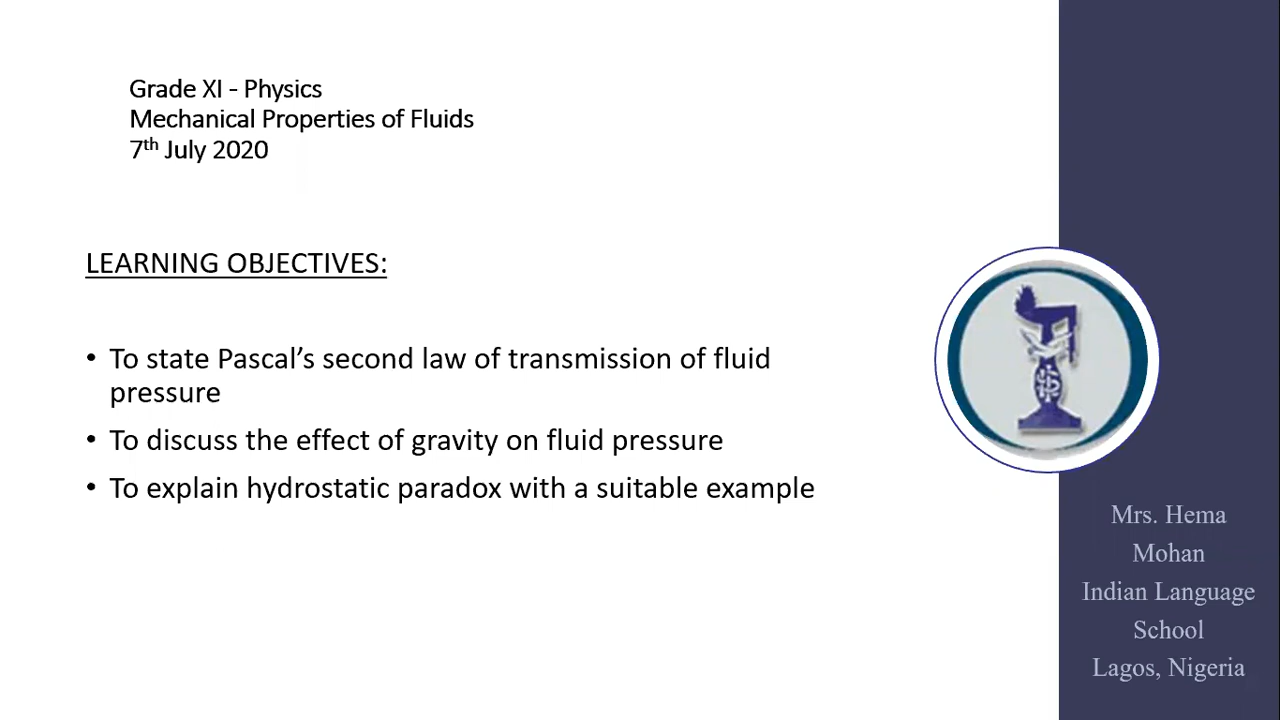 Grade XI - Physics
Mechanical Properties of Fluids
7th July 2020
LEARNING OBJECTIVES:
• To state Pascal’s second law of transmission of fluid
pressure
• To discuss the effect of gravity on fluid pressure
• To explain hydrostatic paradox with a suitable example
Mrs. Hema
Mohan
Indian Language
School
Lagos, Nigeria